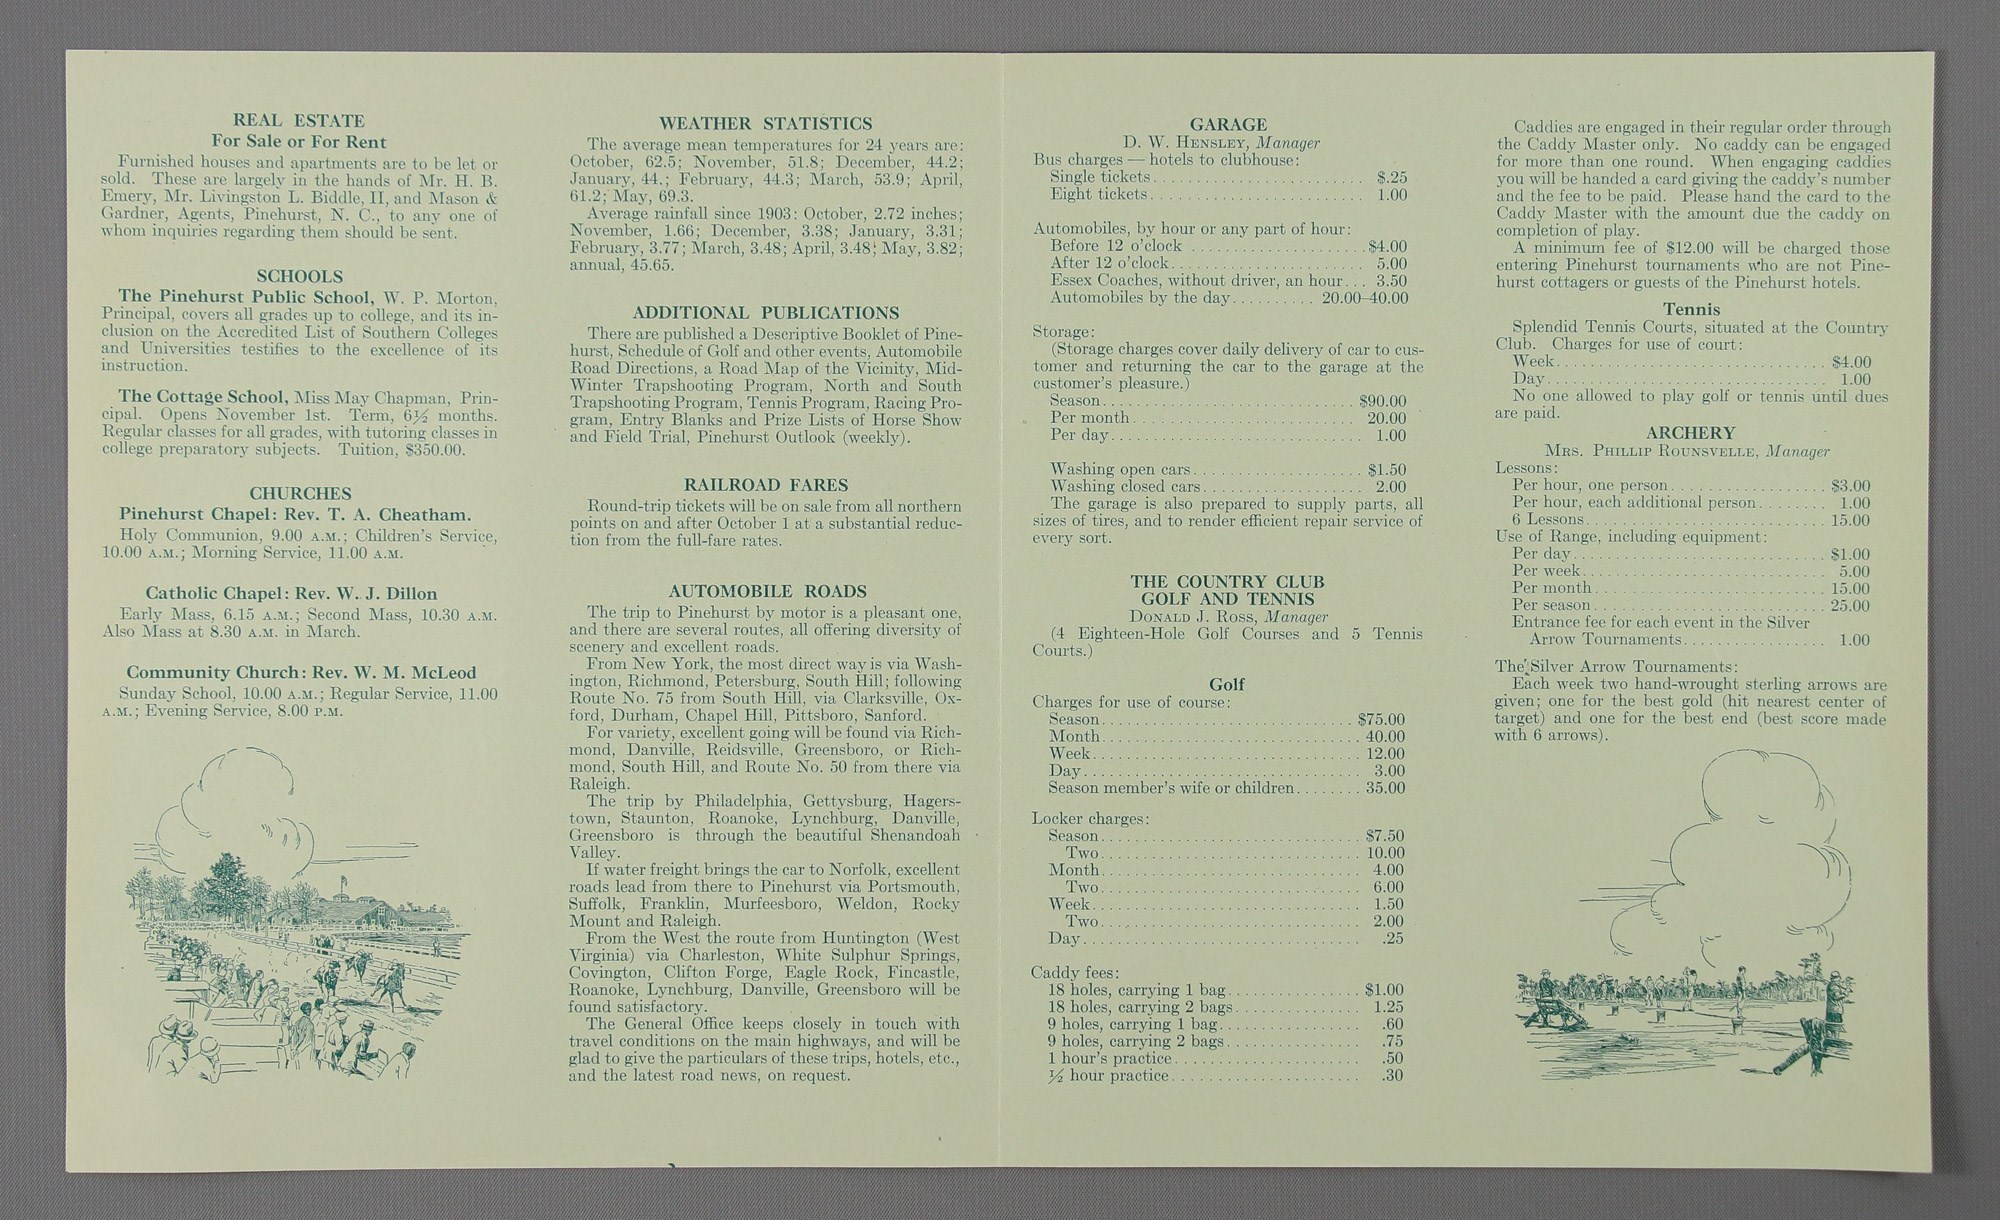 REAL ESTATE
For Sale or For Rent
Furnished houses and apartments are to be let or
sold. These are largely in the hands of Mr. H. B.
Emery, Mr. Livingston L. Biddle, II, and Mason &
Gardner, Agents, Pinehurst, N. C., to any one of
whom inquiries regarding them should be sent.
SCHOOLS
The Pinehurst Public School, W. P. Morton,
Principal, covers all grades up to college, and its in-
clusion on the Accredited List of Southern Colleges
and Universities testifies to the excellence of its
instruction.
The Cottage School, Miss May Chapman, Prin-
cipal. Opens November 1st. Term, 6½ months.
Regular classes for all grades, with tutoring classes in
college preparatory subjects. Tuition, $350.00.
CHURCHES
Pinehurst Chapel: Rev. T. A. Cheatham.
Holy Communion, 9.00 A.M.; Children's Service,
10.00 A.M.; Morning Service, 11.00 A.M.
Catholic Chapel: Rev. W. J. Dillon
Early Mass, 6.15 A.M.; Second Mass, 10.30 A.M.
Also Mass at 8.30 A.M. in March.
Community Church: Rev. W. M. McLeod
Sunday School, 10.00 A.M.; Regular Service, 11.00
A.M.; Evening Service, 8.00 P.M.
WEATHER STATISTICS
The average mean temperatures for 24 years are:
October, 62.5; November, 51.8; December, 44.2;
January, 44.; February, 44.3; March, 53.9; April,
61.2; May, 69.3.
Average rainfall since 1903: October, 2.72 inches;
November, 1.66; December, 3.38; January, 3.31;
February, 3.77; March, 3.48; April, 3.48; May, 3.82;
annual, 45.65.
ADDITIONAL PUBLICATIONS
There are published a Descriptive Booklet of Pine-
hurst, Schedule of Golf and other events, Automobile
Road Directions, a Road Map of the Vicinity, Mid-
Winter Trapshooting Program, North and South
Trapshooting Program, Tennis Program, Racing Pro-
gram, Entry Blanks and Prize Lists of Horse Show
and Field Trial, Pinehurst Outlook (weekly).
RAILROAD FARES
Round-trip tickets will be on sale from all northern
points on and after October 1 at a substantial reduc-
tion from the full-fare rates.
AUTOMOBILE ROADS
The trip to Pinehurst by motor is a pleasant one,
and there are several routes, all offering diversity of
scenery and excellent roads.
From New York, the most direct way is via Wash-
ington, Richmond, Petersburg, South Hill; following
Route No. 75 from South Hill, via Clarksville, Ox-
ford, Durham, Chapel Hill, Pittsboro, Sanford.
For variety, excellent going will be found via Rich-
mond, Danville, Reidsville, Greensboro, or Rich-
mond, South Hill, and Route No. 50 from there via
Raleigh.
The trip by Philadelphia, Gettysburg, Hagers-
town, Staunton, Roanoke, Lynchburg, Danville,
Greensboro is through the beautiful Shenandoah
Valley.
If water freight brings the car to Norfolk, excellent
roads lead from there to Pinehurst via Portsmouth,
Suffolk, Franklin, Murfeesboro, Weldon, Rocky
Mount and Raleigh.
From the West the route from Huntington (West
Virginia) via Charleston, White Sulphur Springs,
Covington, Clifton Forge, Eagle Rock, Fincastle,
Roanoke, Lynchburg, Danville, Greensboro will be
found satisfactory.
The General Office keeps closely in touch with
travel conditions on the main highways, and will be
glad to give the particulars of these trips, hotels, etc.,
and the latest road news, on request.
GARAGE
D. W. HENSLEY, Manager
Bus charges — hotels to clubhouse:
Single tickets........................ $.25
Eight tickets........................ 1.00
Automobiles, by hour or any part of hour:
Before 12 o'clock ....................$4.00
After 12 o'clock...................... 5.00
Essex Coaches, without driver, an hour... 3.50
Automobiles by the day.......... 20.00–40.00
Storage:
(Storage charges cover daily delivery of car to cus-
tomer and returning the car to the garage at the
customer's pleasure.)
Season.............................$90.00
Per month.......................... 20.00
Per day............................. 1.00
Washing open cars.................... $1.50
Washing closed cars................... 2.00
The garage is also prepared to supply parts, all
sizes of tires, and to render efficient repair service of
every sort.
THE COUNTRY CLUB
GOLF AND TENNIS
DONALD J. ROSS, Manager
(4 Eighteen-Hole Golf Courses and 5 Tennis
Courts.)
Golf
Charges for use of course:
Season............................. $75.00
Month.............................. 40.00
Week............................... 12.00
Day................................ 3.00
Season member's wife or children........ 35.00
Locker charges:
Season.............................. $7.50
Two.............................. 10.00
Month.............................. 4.00
Two.............................. 6.00
Week............................... 1.50
Two.............................. 2.00
Day................................ .25
Caddy fees:
18 holes, carrying 1 bag................ $1.00
18 holes, carrying 2 bags............... 1.25
9 holes, carrying 1 bag................. .60
9 holes, carrying 2 bags................ .75
1 hour's practice...................... .50
½ hour practice...................... .30
Caddies are engaged in their regular order through
the Caddy Master only. No caddy can be engaged
for more than one round. When engaging caddies
you will be handed a card giving the caddy's number
and the fee to be paid. Please hand the card to the
Caddy Master with the amount due the caddy on
completion of play.
A minimum fee of $12.00 will be charged those
entering Pinehurst tournaments who are not Pine-
hurst cottagers or guests of the Pinehurst hotels.
Tennis
Splendid Tennis Courts, situated at the Country
Club. Charges for use of court:
Week............................... $4.00
Day................................ 1.00
No one allowed to play golf or tennis until dues
are paid.
ARCHERY
MRS. PHILLIP ROUNSVELLE, Manager
Lessons:
Per hour, one person.................. $3.00
Per hour, each additional person........ 1.00
6 Lessons............................ 15.00
Use of Range, including equipment:
Per day............................. $1.00
Per week............................ 5.00
Per month........................... 15.00
Per season........................... 25.00
Entrance fee for each event in the Silver
Arrow Tournaments................ 1.00
The Silver Arrow Tournaments:
Each week two hand-wrought sterling arrows are
given; one for the best gold (hit nearest center of
target) and one for the best end (best score made
with 6 arrows).